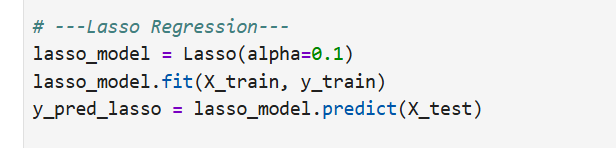 # ---Lasso Regression---
lasso_model = Lasso(alpha=0.1)
lasso_model.fit(X_train, y_train)
y_pred_lasso = lasso_model.predict(X_test)